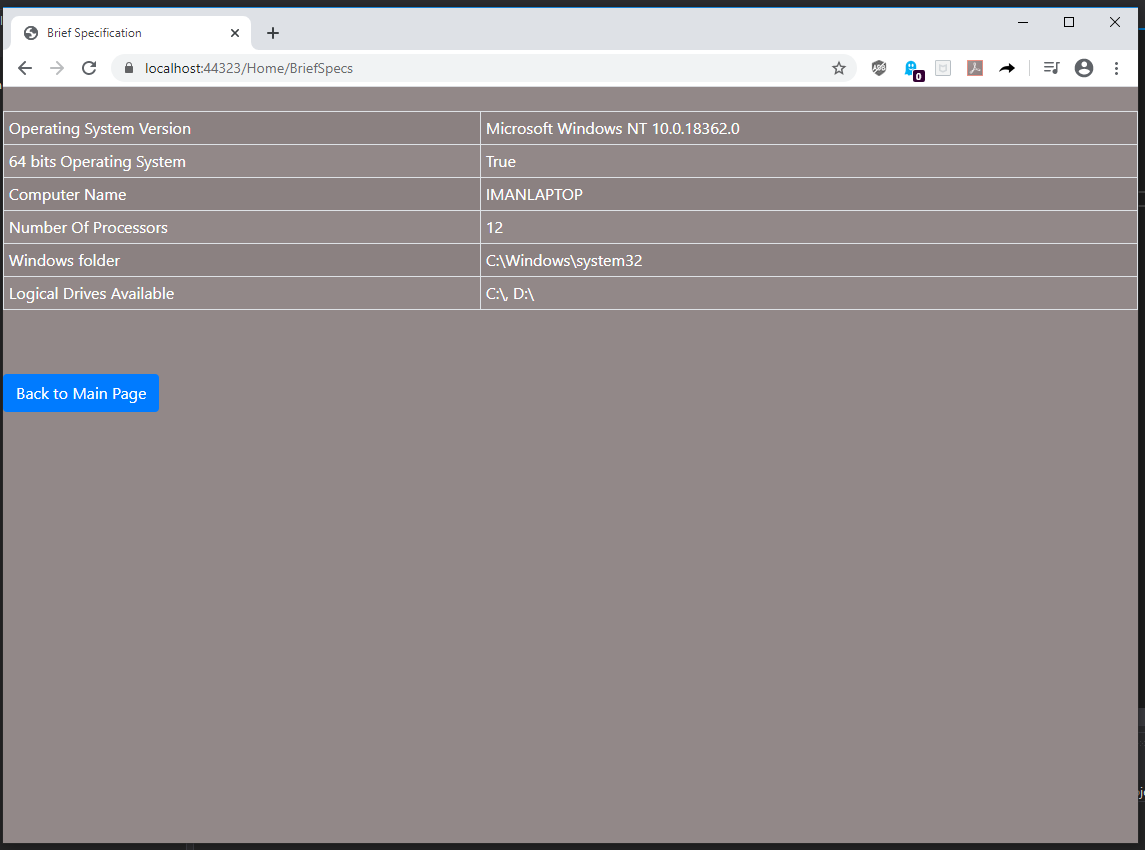 Brief Specification
localhost:44323/Home/BriefSpecs
ABP
0
Operating System Version Microsoft Windows NT 10.0.18362.0
64 bits Operating System True
Computer Name IMANLAPTOP
Number Of Processors 12
Windows folder C:\Windows\system32
Logical Drives Available C:\, D:\
Back to Main Page